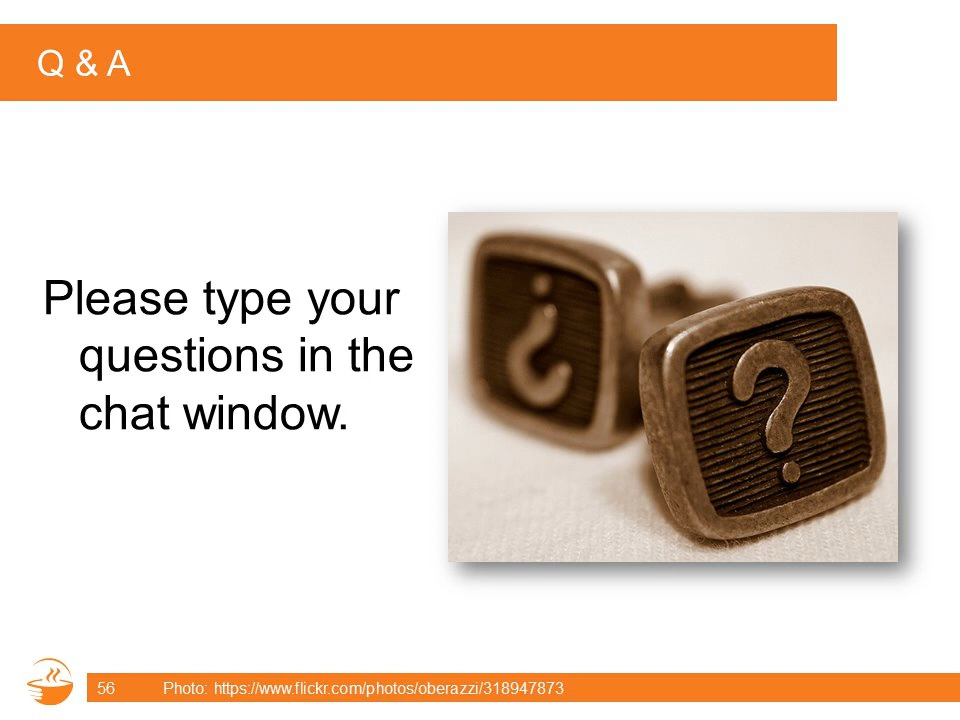 Q & A
Please type your
questions in the
chat window.
¿
?
56 Photo: https://www.flickr.com/photos/oberazzi/318947873